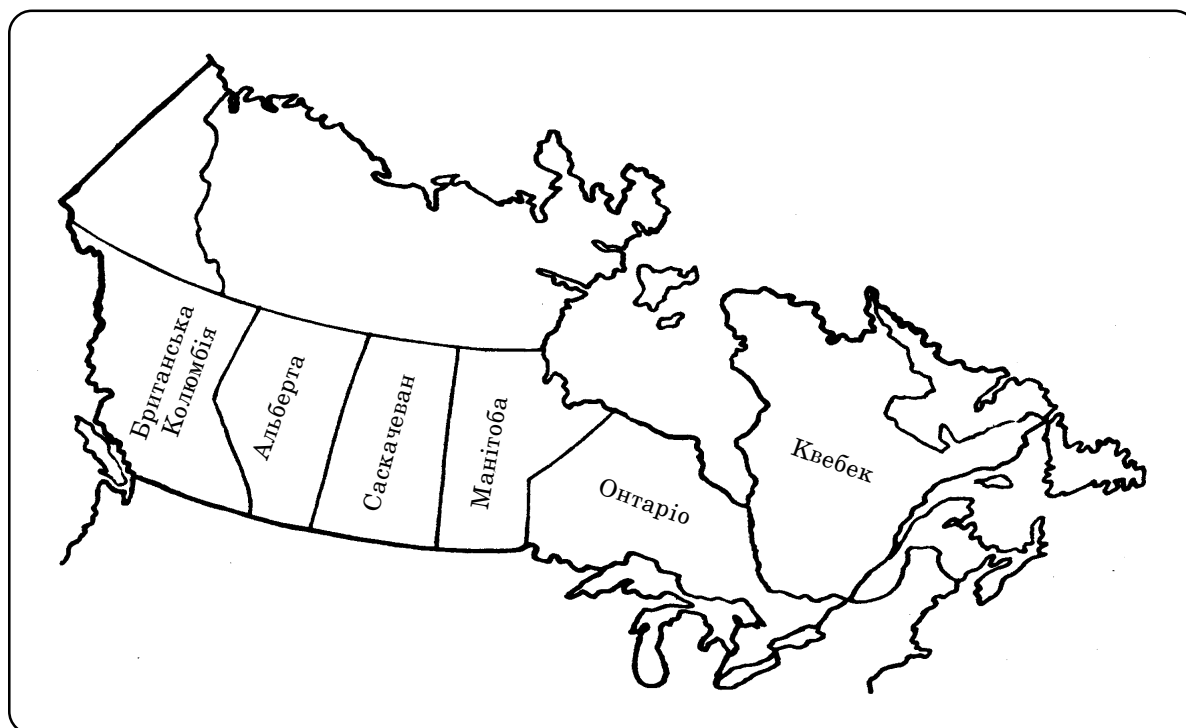 Британська
Колумбія
Альберта
Саскачеван
Манітоба
Онтаріо
Квебек